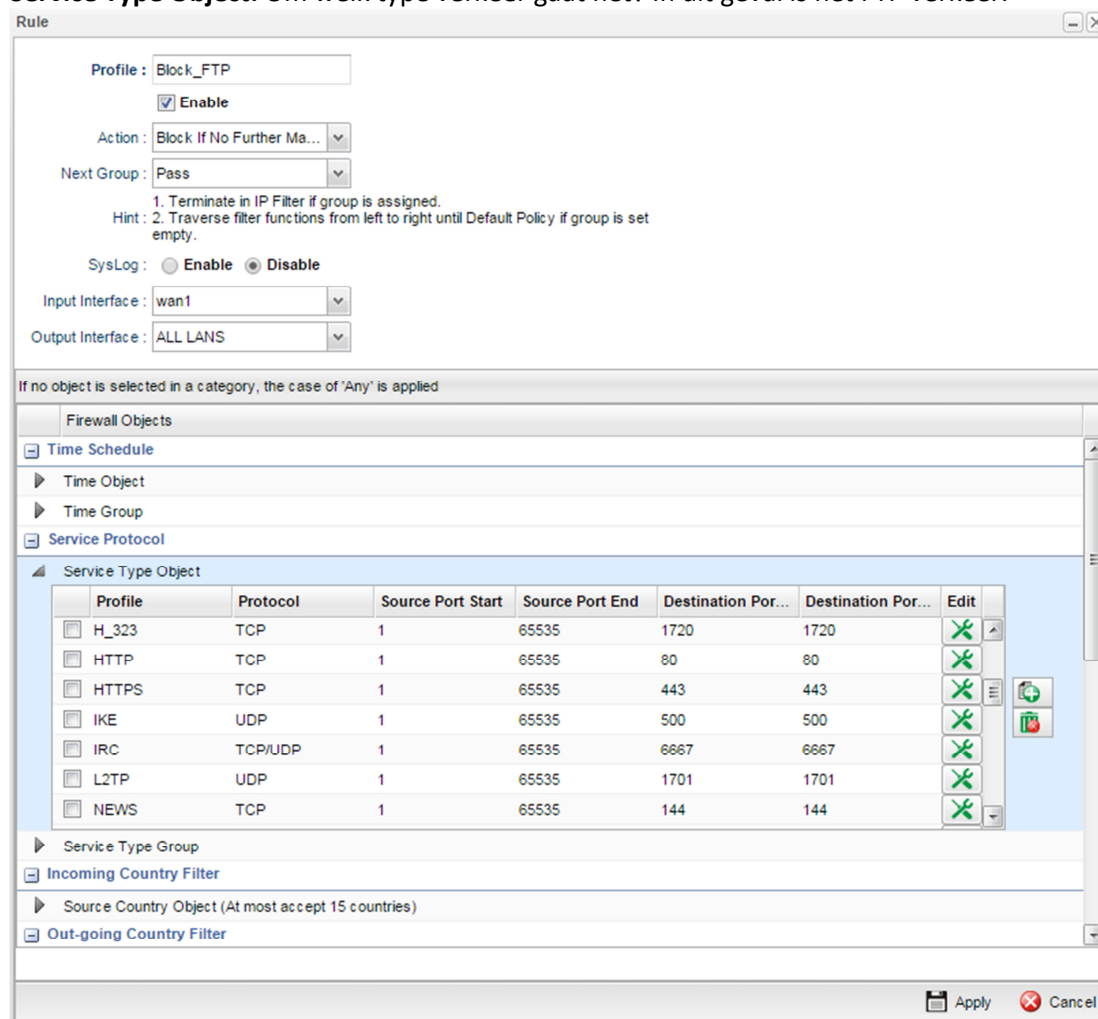 Rule
Profile : Block_FTP
Enable
Action : Block If No Further Ma...
Next Group : Pass
1. Terminate in IP Filter if group is assigned.
Hint : 2. Traverse filter functions from left to right until Default Policy if group is set
empty.
SysLog : Enable Disable
Input Interface : wan1
Output Interface : ALL LANS
If no object is selected in a category, the case of 'Any' is applied
Firewall Objects
Time Schedule
Time Object
Time Group
Service Protocol
Service Type Object
Profile Protocol Source Port Start Source Port End Destination Por... Destination Por... Edit
H_323 TCP 1 65535 1720 1720
HTTP TCP 1 65535 80 80
HTTPS TCP 1 65535 443 443
IKE UDP 1 65535 500 500
IRC TCP/UDP 1 65535 6667 6667
L2TP UDP 1 65535 1701 1701
NEWS TCP 1 65535 144 144
Service Type Group
Incoming Country Filter
Source Country Object (At most accept 15 countries)
Out-going Country Filter
Apply Cancel